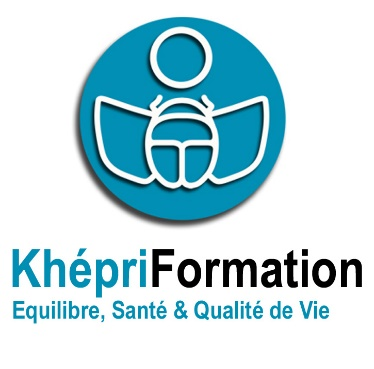 KhépriFormation
Equilibre, Santé & Qualité de Vie